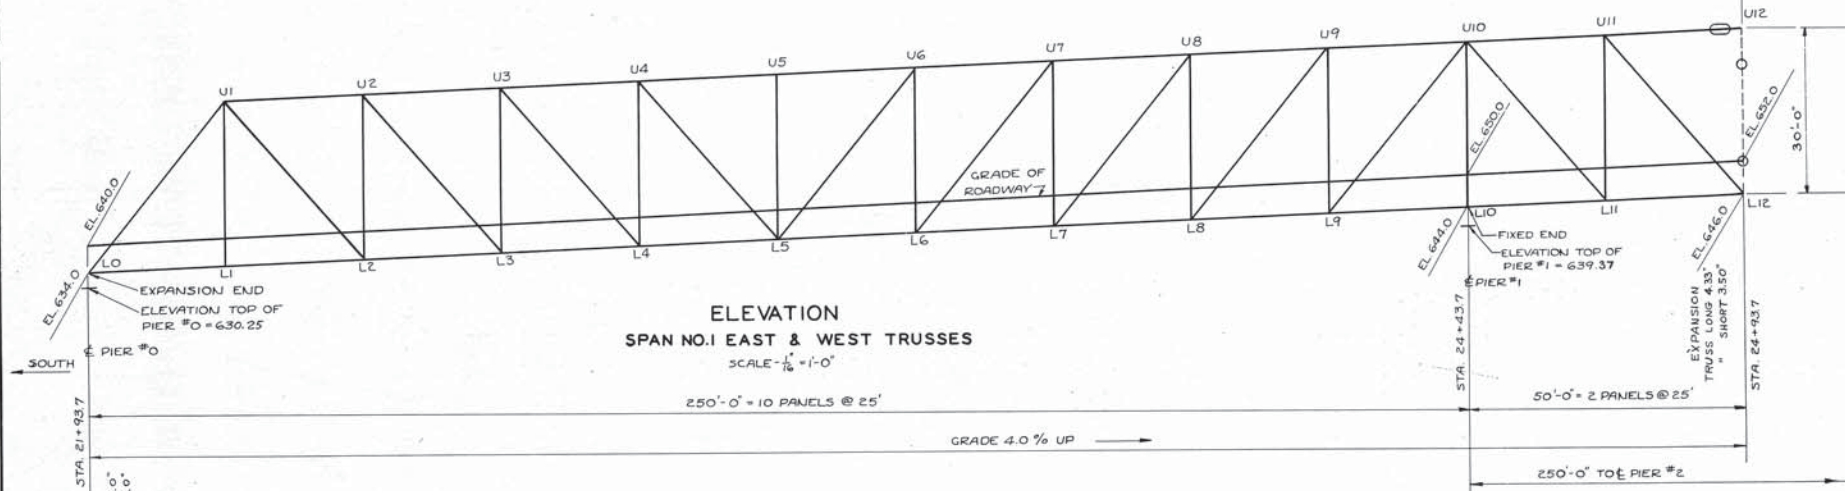 U12
U11
U10
U9
U8
U7
U6
U5
U4
U3
U2
U1
EL. 640.0
EL. 650.0
EL. 652.0
30'-0"
GRADE OF
ROADWAY
L0
L1
L2
L3
L4
L5
L6
L7
L8
L9
L10
L11
L12
EL. 634.0
EXPANSION END
ELEVATION TOP OF
PIER #0 = 630.25
℄ PIER #0
SOUTH
ELEVATION
SPAN NO.1 EAST & WEST TRUSSES
SCALE - 1/16" = 1'-0"
EL. 644.0
FIXED END
ELEVATION TOP OF
PIER #1 = 639.37
℄ PIER #1
EL. 646.0
EXPANSION
TRUSS LONG 4.33"
" SHORT 3.50"
STA. 21+93.7
STA. 24+43.7
STA. 24+93.7
250'-0" = 10 PANELS @ 25'
50'-0" = 2 PANELS @ 25'
GRADE 4.0 % UP
250'-0" TO ℄ PIER #2